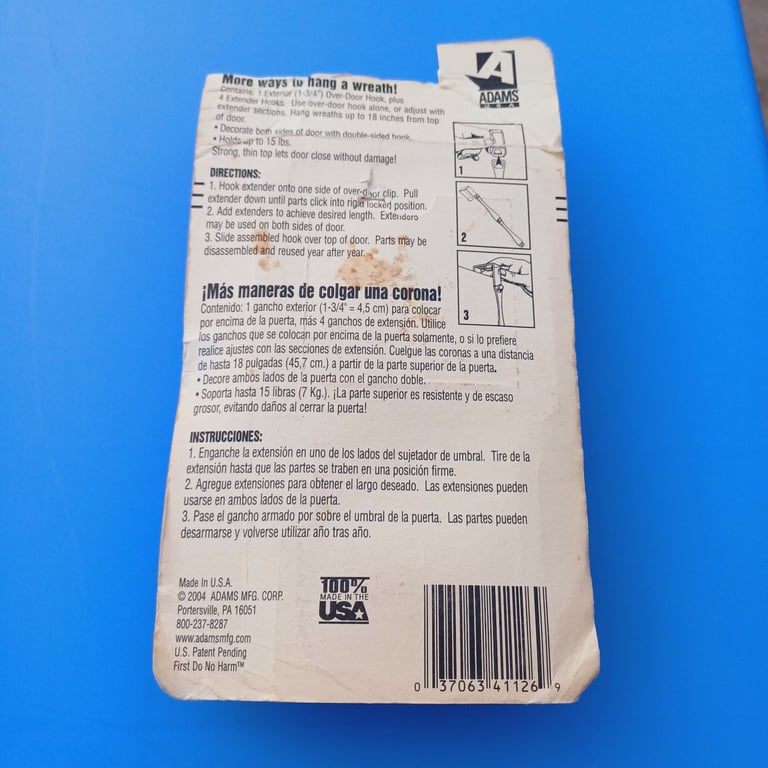 More ways to hang a wreath!
Contains: 1 Exterior (1-3/4") Over-Door Hook, plus
4 Extender Hooks. Use over-door hook alone, or adjust with
extender sections. Hang wreaths up to 18 inches from top
of door.
• Decorate both sides of door with double-sided hook.
• Holds up to 15 lbs.
Strong, thin top lets door close without damage!
DIRECTIONS:
1. Hook extender onto one side of over-door clip. Pull
extender down until parts click into rigid locked position.
2. Add extenders to achieve desired length. Extenders
may be used on both sides of door.
3. Slide assembled hook over top of door. Parts may be
disassembled and reused year after year.
A
ADAMS
U.S.A.
1
2
3
¡Más maneras de colgar una corona!
Contenido: 1 gancho exterior (1-3/4" = 4,5 cm) para colocar
por encima de la puerta, más 4 ganchos de extensión. Utilice
los ganchos que se colocan por encima de la puerta solamente, o si lo prefiere
realice ajustes con las secciones de extensión. Cuelgue las coronas a una distancia
de hasta 18 pulgadas (45,7 cm.) a partir de la parte superior de la puerta.
• Decore ambos lados de la puerta con el gancho doble.
• Soporta hasta 15 libras (7 Kg.). ¡La parte superior es resistente y de escaso
grosor, evitando daños al cerrar la puerta!
INSTRUCCIONES:
1. Enganche la extensión en uno de los lados del sujetador de umbral. Tire de la
extensión hasta que las partes se traben en una posición firme.
2. Agregue extensiones para obtener el largo deseado. Las extensiones pueden
usarse en ambos lados de la puerta.
3. Pase el gancho armado por sobre el umbral de la puerta. Las partes pueden
desarmarse y volverse utilizar año tras año.
Made In U.S.A.
© 2004 ADAMS MFG. CORP.
Portersville, PA 16051
800-237-8287
www.adamsmfg.com
U.S. Patent Pending
First Do No Harm™
100%
MADE IN THE
USA
0 37063 41126 9